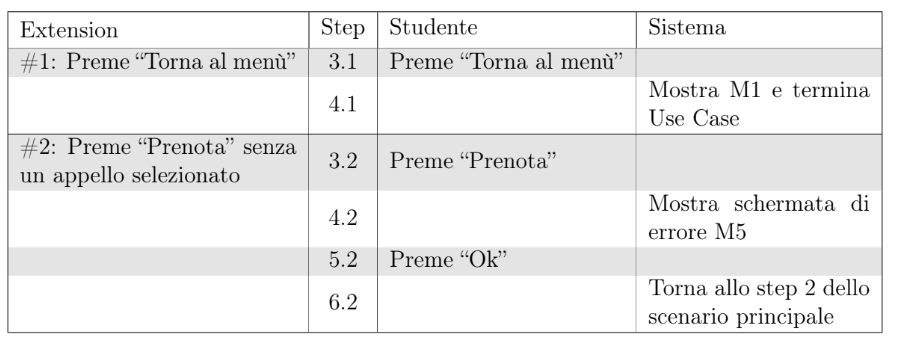 Extension Step Studente Sistema
#1: Preme “Torna al menù” 3.1 Preme “Torna al menù”
4.1 Mostra M1 e termina
Use Case
#2: Preme “Prenota” senza
un appello selezionato 3.2 Preme “Prenota”
4.2 Mostra schermata di
errore M5
5.2 Preme “Ok”
6.2 Torna allo step 2 dello
scenario principale